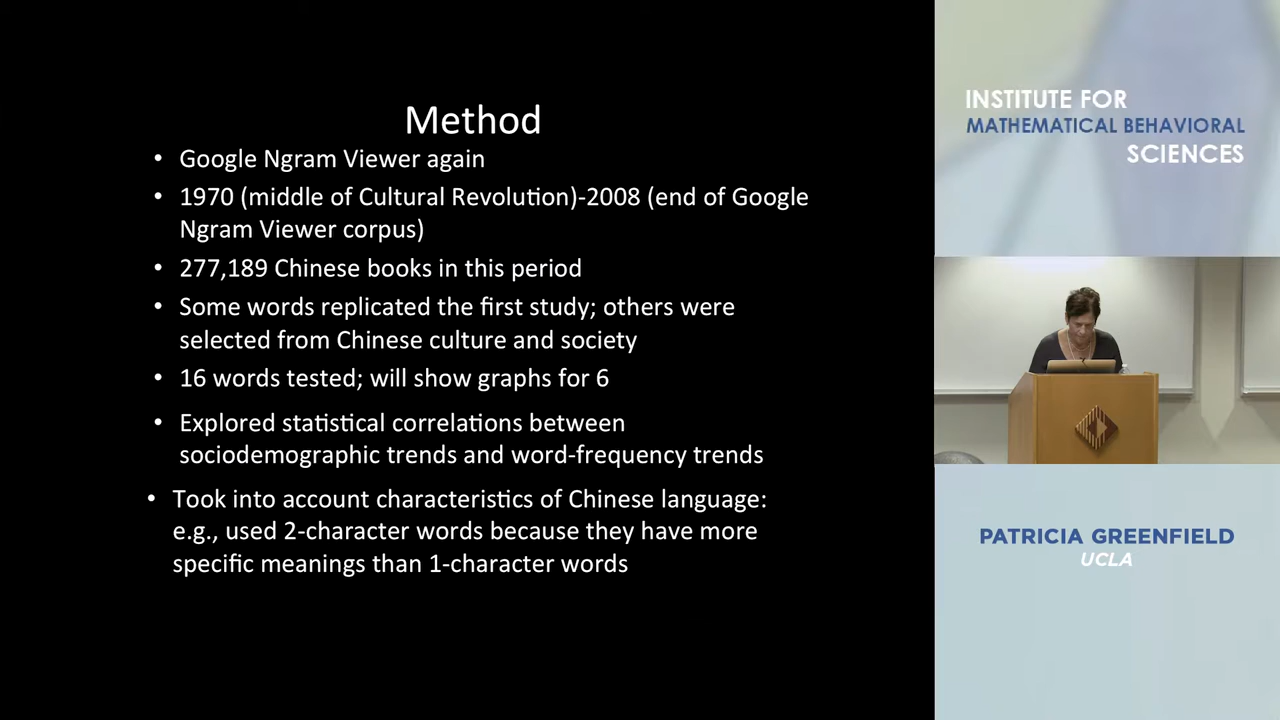 Method
• Google Ngram Viewer again
• 1970 (middle of Cultural Revolution)-2008 (end of Google
Ngram Viewer corpus)
• 277,189 Chinese books in this period
• Some words replicated the first study; others were
selected from Chinese culture and society
• 16 words tested; will show graphs for 6
• Explored statistical correlations between
sociodemographic trends and word-frequency trends
• Took into account characteristics of Chinese language:
e.g., used 2-character words because they have more
specific meanings than 1-character words
INSTITUTE FOR
MATHEMATICAL BEHAVIORAL
SCIENCES
PATRICIA GREENFIELD
UCLA